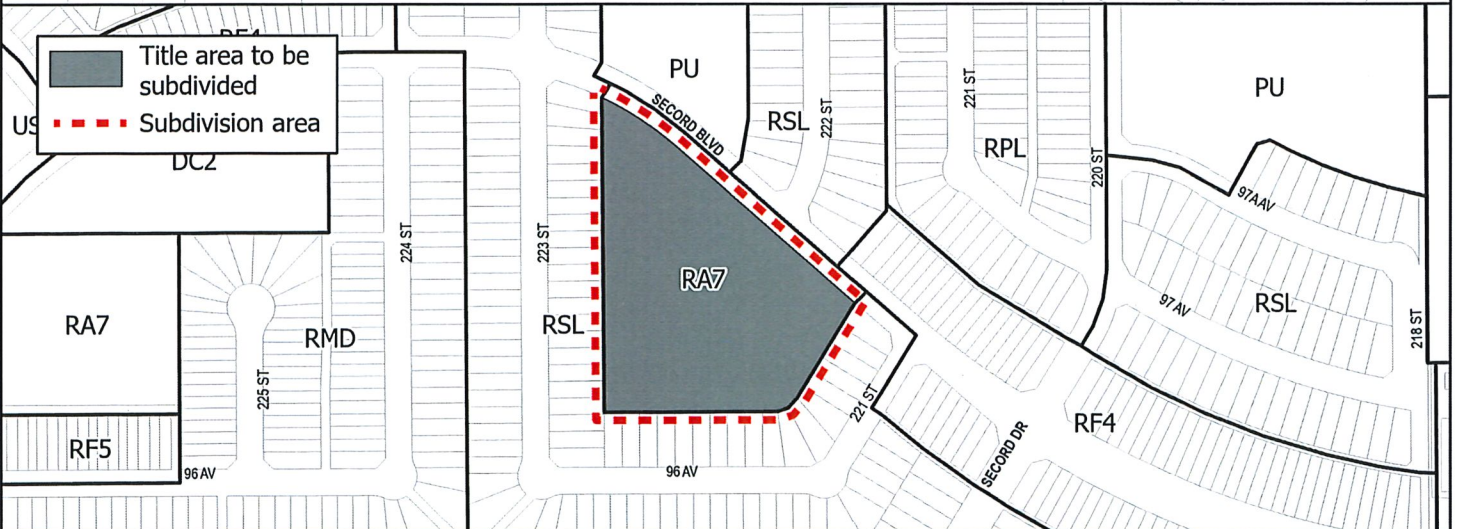 Title area to be
subdivided
Subdivision area
DC2
PU
SECORD BLVD
RSL
222 ST
221 ST
RPL
220 ST
PU
97A AV
RSL
97 AV
218 ST
224 ST
223 ST
RA7
RA7
RMD
RSL
225 ST
RF5
96 AV
96 AV
221 ST
SECORD DR
RF4